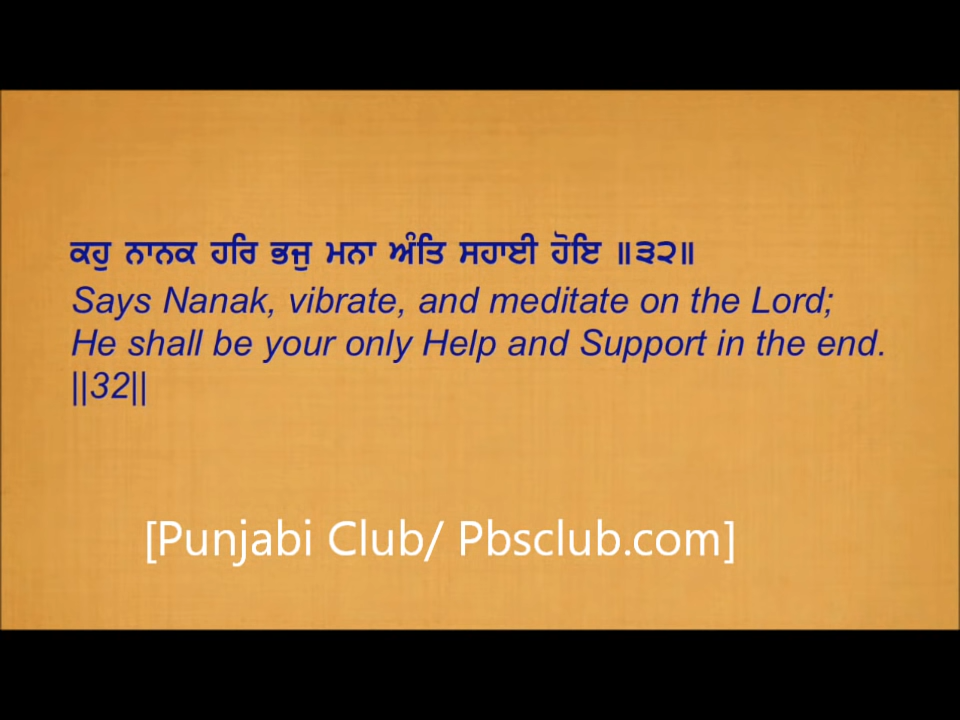 ਕਹੁ ਨਾਨਕ ਹਰਿ ਭਜੁ ਮਨਾ ਅੰਤਿ ਸਹਾਈ ਹੋਇ ॥੩੨॥
Says Nanak, vibrate, and meditate on the Lord;
He shall be your only Help and Support in the end.
||32||
[Punjabi Club/ Pbsclub.com]